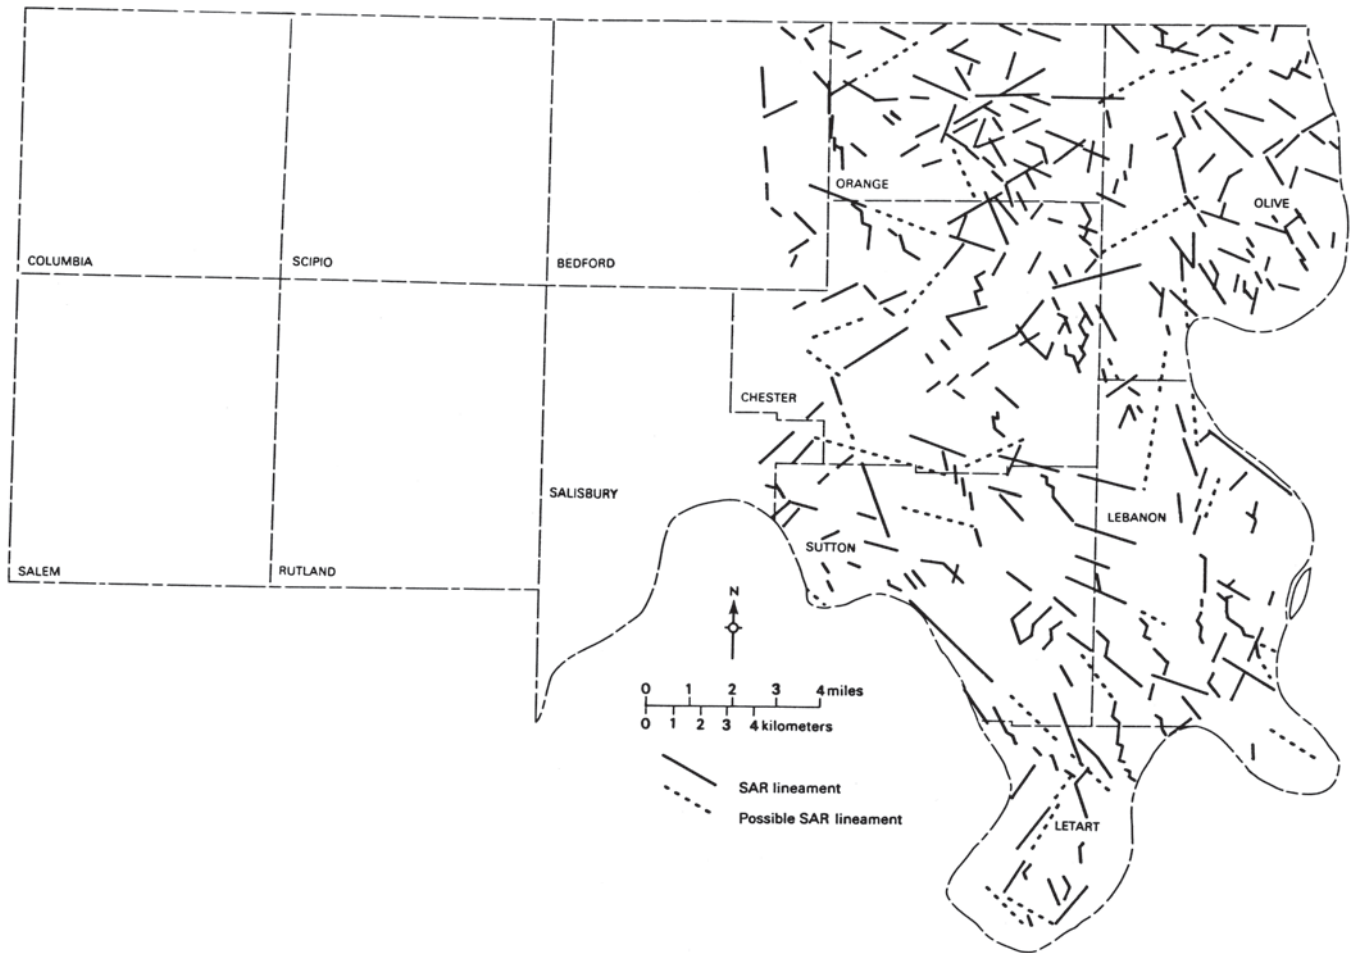 ORANGE
OLIVE
COLUMBIA
SCIPIO
BEDFORD
CHESTER
SALISBURY
LEBANON
SUTTON
SALEM
RUTLAND
N
0 1 2 3 4 miles
0 1 2 3 4 kilometers
SAR lineament
Possible SAR lineament
LETART